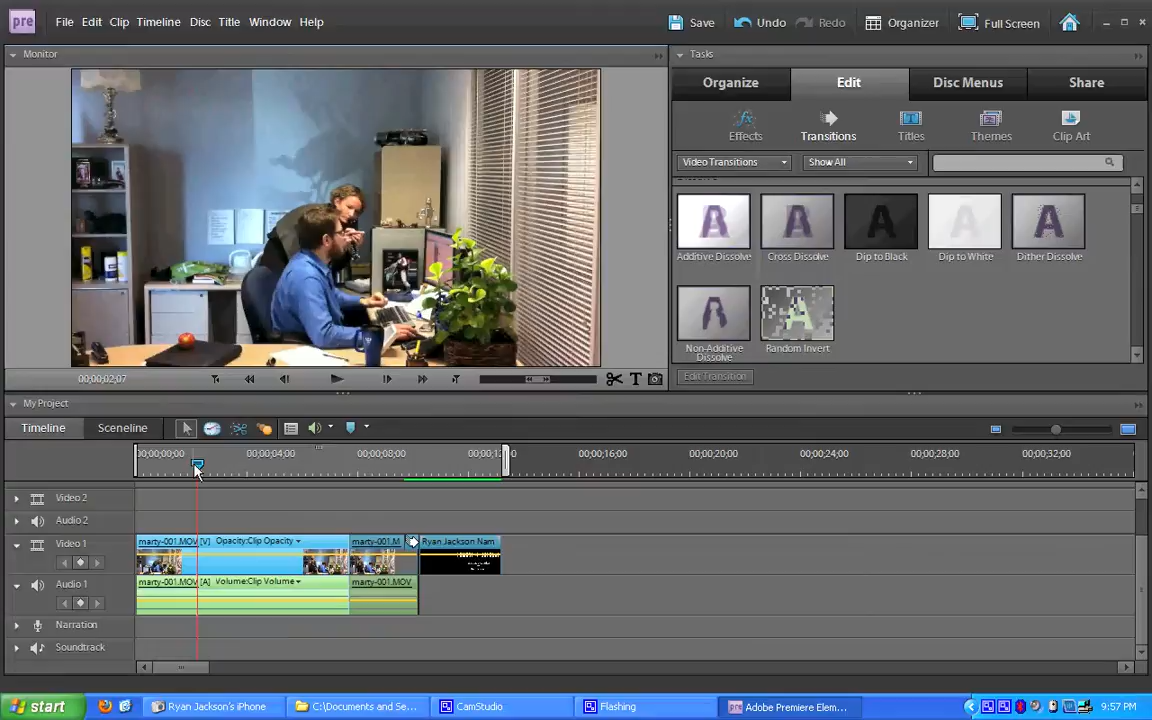 pre File Edit Clip Timeline Disc Title Window Help Save Undo Redo Organizer Full Screen
Monitor
Tasks
Organize Edit Disc Menus Share
Effects Transitions Titles Themes Clip Art
Video Transitions Show All
Additive Dissolve Cross Dissolve Dip to Black Dip to White Dither Dissolve
Non-Additive Dissolve Random Invert
00;00;02;07
Edit Transition
My Project
Timeline Sceneline
00;00;00;00 00;00;04;00 00;00;08;00 00;00;12; 00;00;16;00 00;00;20;00 00;00;24;00 00;00;28;00 00;00;32;00
Video 2
Audio 2
Video 1 marty-001.MOV [V] Opacity:Clip Opacity marty-001.M Ryan Jackson Nam
Audio 1 marty-001.MOV [A] Volume:Clip Volume marty-001.MOV
Narration
Soundtrack
start Ryan Jackson's iPhone C:\Documents and Se... CamStudio Flashing Adobe Premiere Elem... 9:57 PM